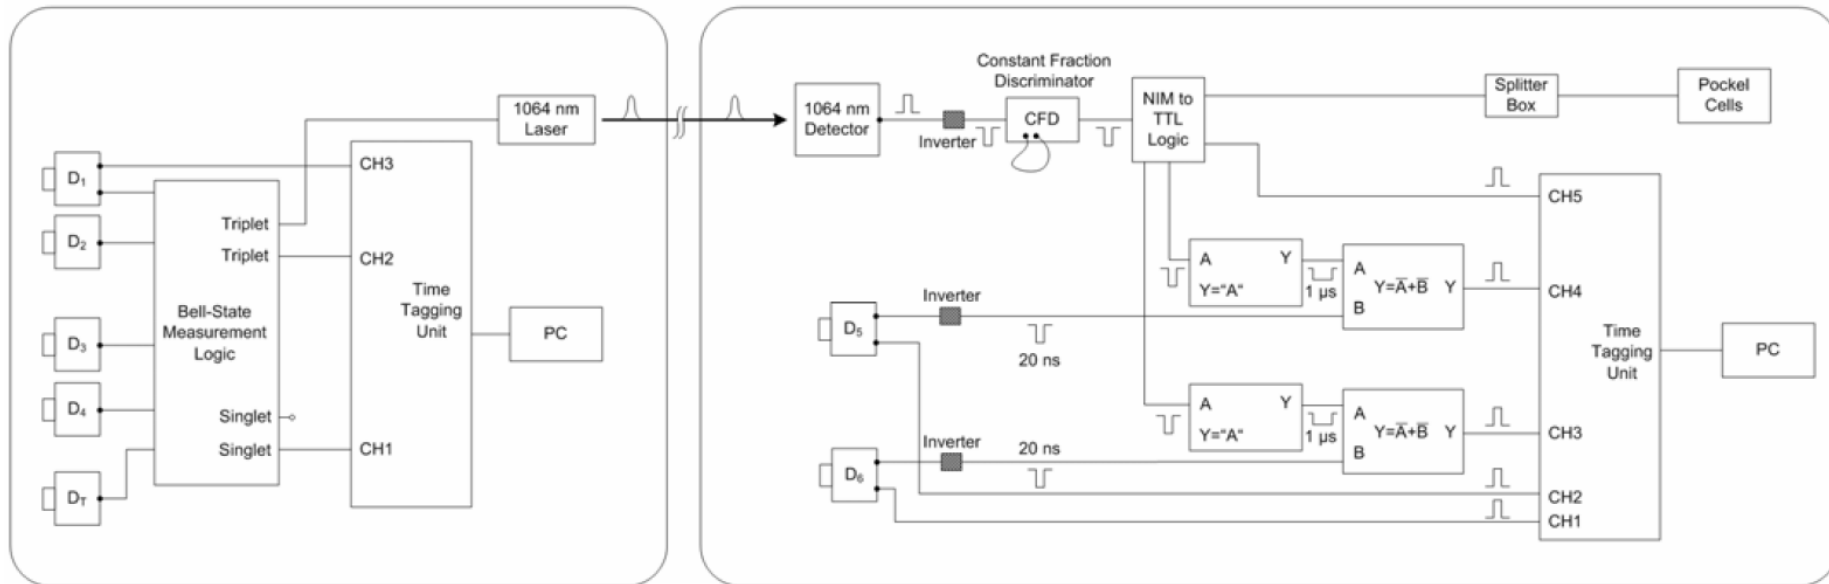 1064 nm
Laser
D₁
D₂
D₃
D₄
D_T
Triplet
Triplet
Bell-State
Measurement
Logic
Singlet
Singlet
CH3
CH2
CH1
Time
Tagging
Unit
PC
1064 nm
Detector
Inverter
Constant Fraction
Discriminator
CFD
NIM to
TTL
Logic
Splitter
Box
Pockel
Cells
A
Y
Y="A"
1 μs
A
B
Y=A̅+B̅
Y
D₅
Inverter
20 ns
A
Y
Y="A"
1 μs
A
B
Y=A̅+B̅
Y
D₆
Inverter
20 ns
CH5
CH4
CH3
CH2
CH1
Time
Tagging
Unit
PC